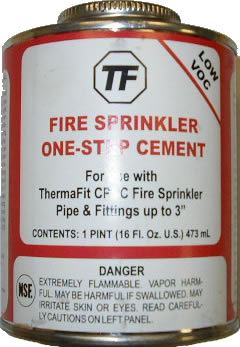 LOW
VOC
TF
FIRE SPRINKLER
ONE-STEP CEMENT
For Use with
ThermaFit CPVC Fire Sprinkler
Pipe & Fittings up to 3"
CONTENTS: 1 PINT (16 Fl. Oz. U.S.) 473 mL
DANGER
NSF
EXTREMELY FLAMMABLE. VAPOR HARM-
FUL. MAY BE HARMFUL IF SWALLOWED. MAY
IRRITATE SKIN OR EYES. READ CAREFUL-
LY CAUTIONS ON LEFT PANEL.